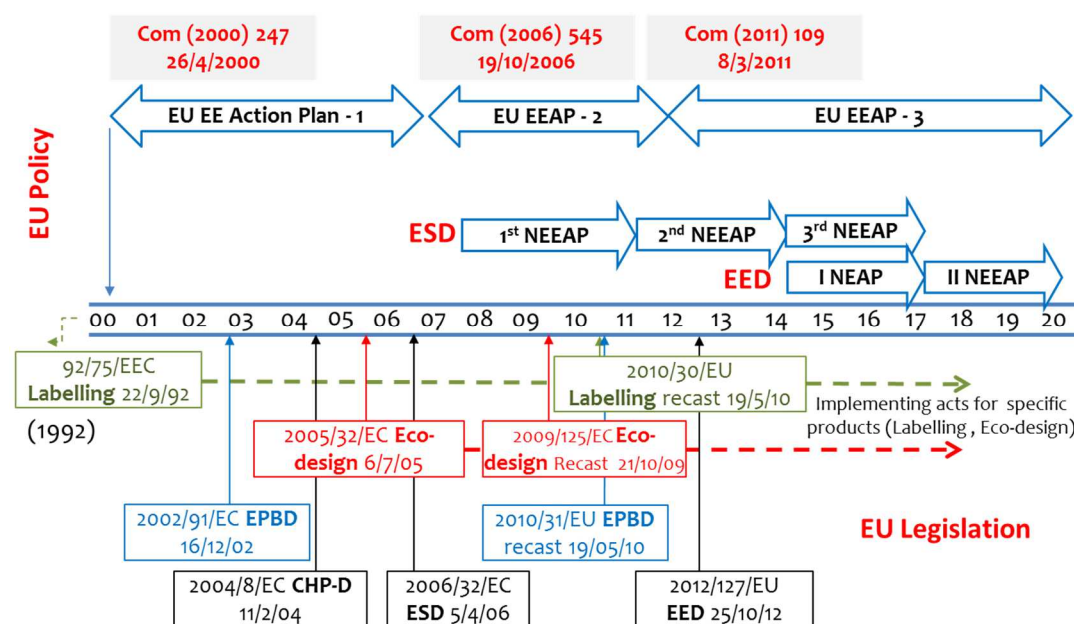 Com (2000) 247
26/4/2000
Com (2006) 545
19/10/2006
Com (2011) 109
8/3/2011
EU EE Action Plan - 1
EU EEAP - 2
EU EEAP - 3
EU Policy
ESD
1st NEEAP
2nd NEEAP
3rd NEEAP
EED
I NEAP
II NEEAP
00 01 02 03 04 05 06 07 08 09 10 11 12 13 14 15 16 17 18 19 20
92/75/EEC
Labelling 22/9/92
(1992)
2010/30/EU
Labelling recast 19/5/10
Implementing acts for specific
products (Labelling , Eco-design)
2005/32/EC Eco-
design 6/7/05
2009/125/EC Eco-
design Recast 21/10/09
2002/91/EC EPBD
16/12/02
2010/31/EU EPBD
recast 19/05/10
EU Legislation
2004/8/EC CHP-D
11/2/04
2006/32/EC
ESD 5/4/06
2012/127/EU
EED 25/10/12